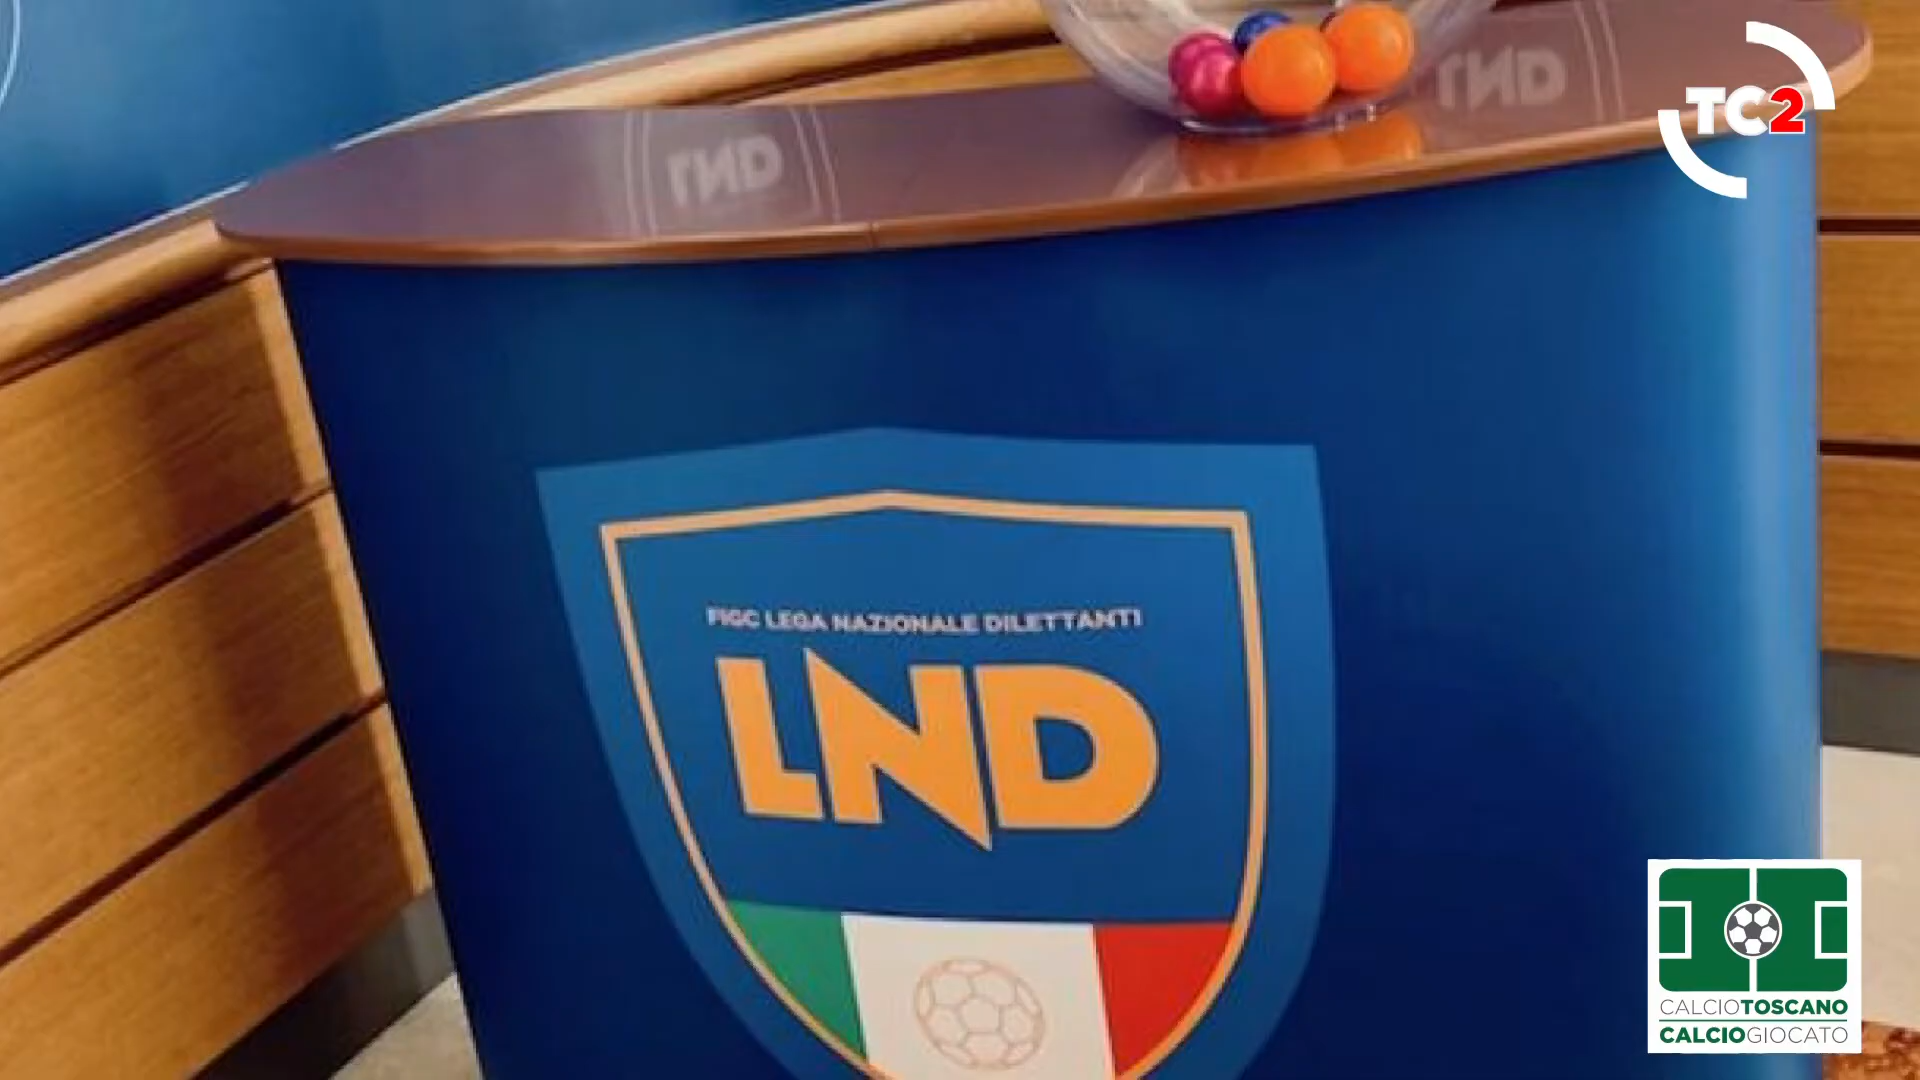 LND
LND
TC2
FIGC LEGA NAZIONALE DILETTANTI
LND
CALCIOTOSCANO
CALCIOGIOCATO